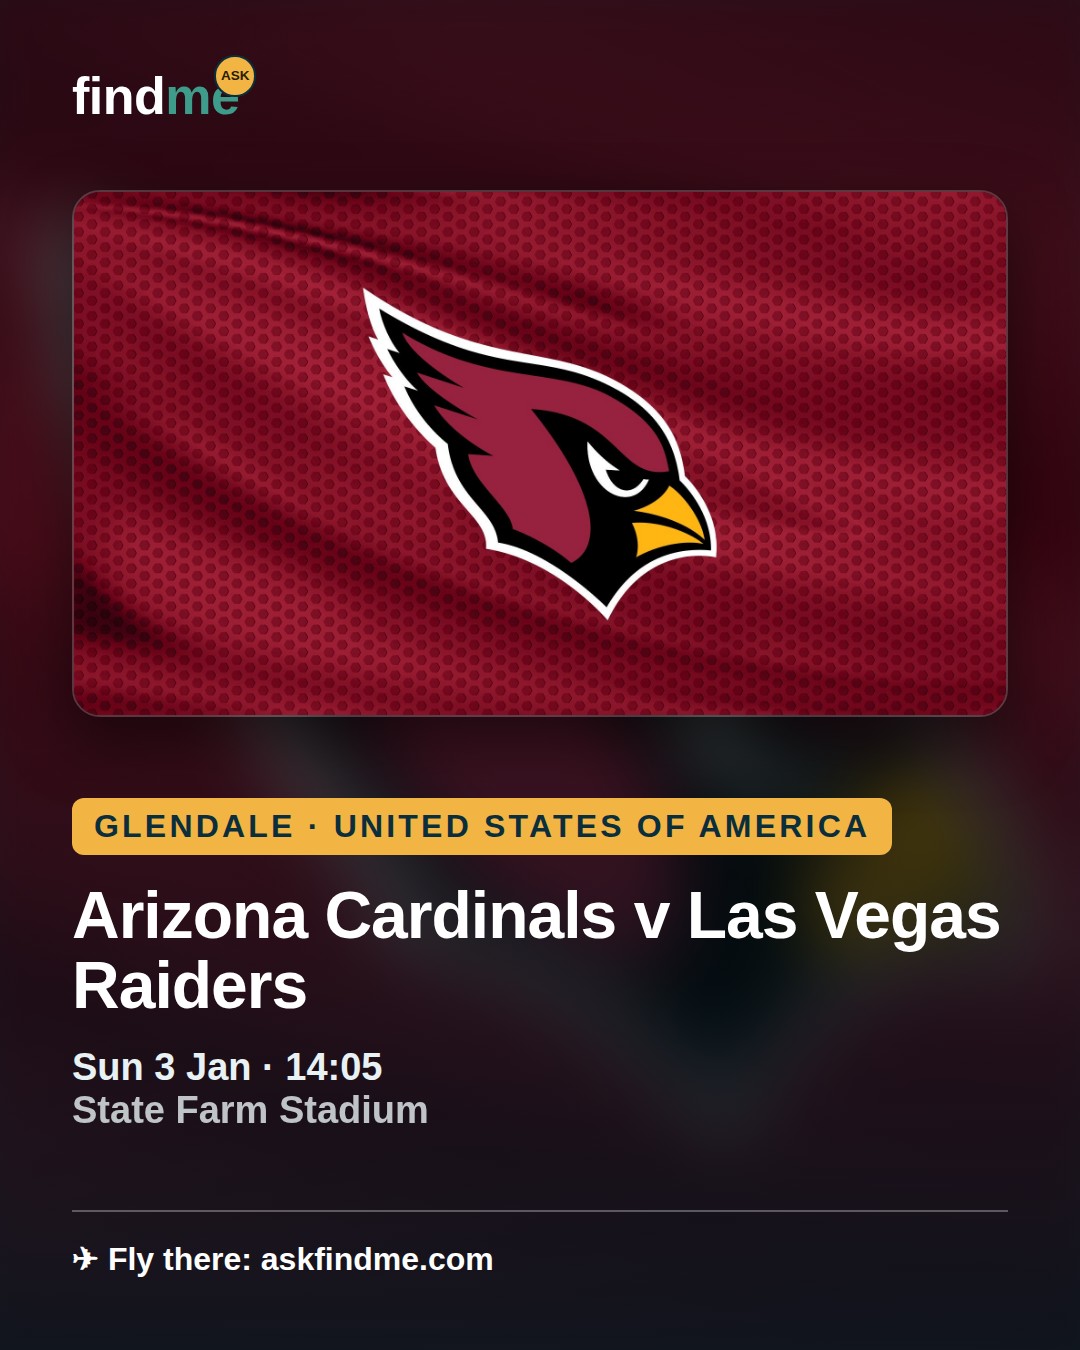 findme
ASK
GLENDALE · UNITED STATES OF AMERICA
Arizona Cardinals v Las Vegas
Raiders
Sun 3 Jan · 14:05
State Farm Stadium
✈ Fly there: askfindme.com